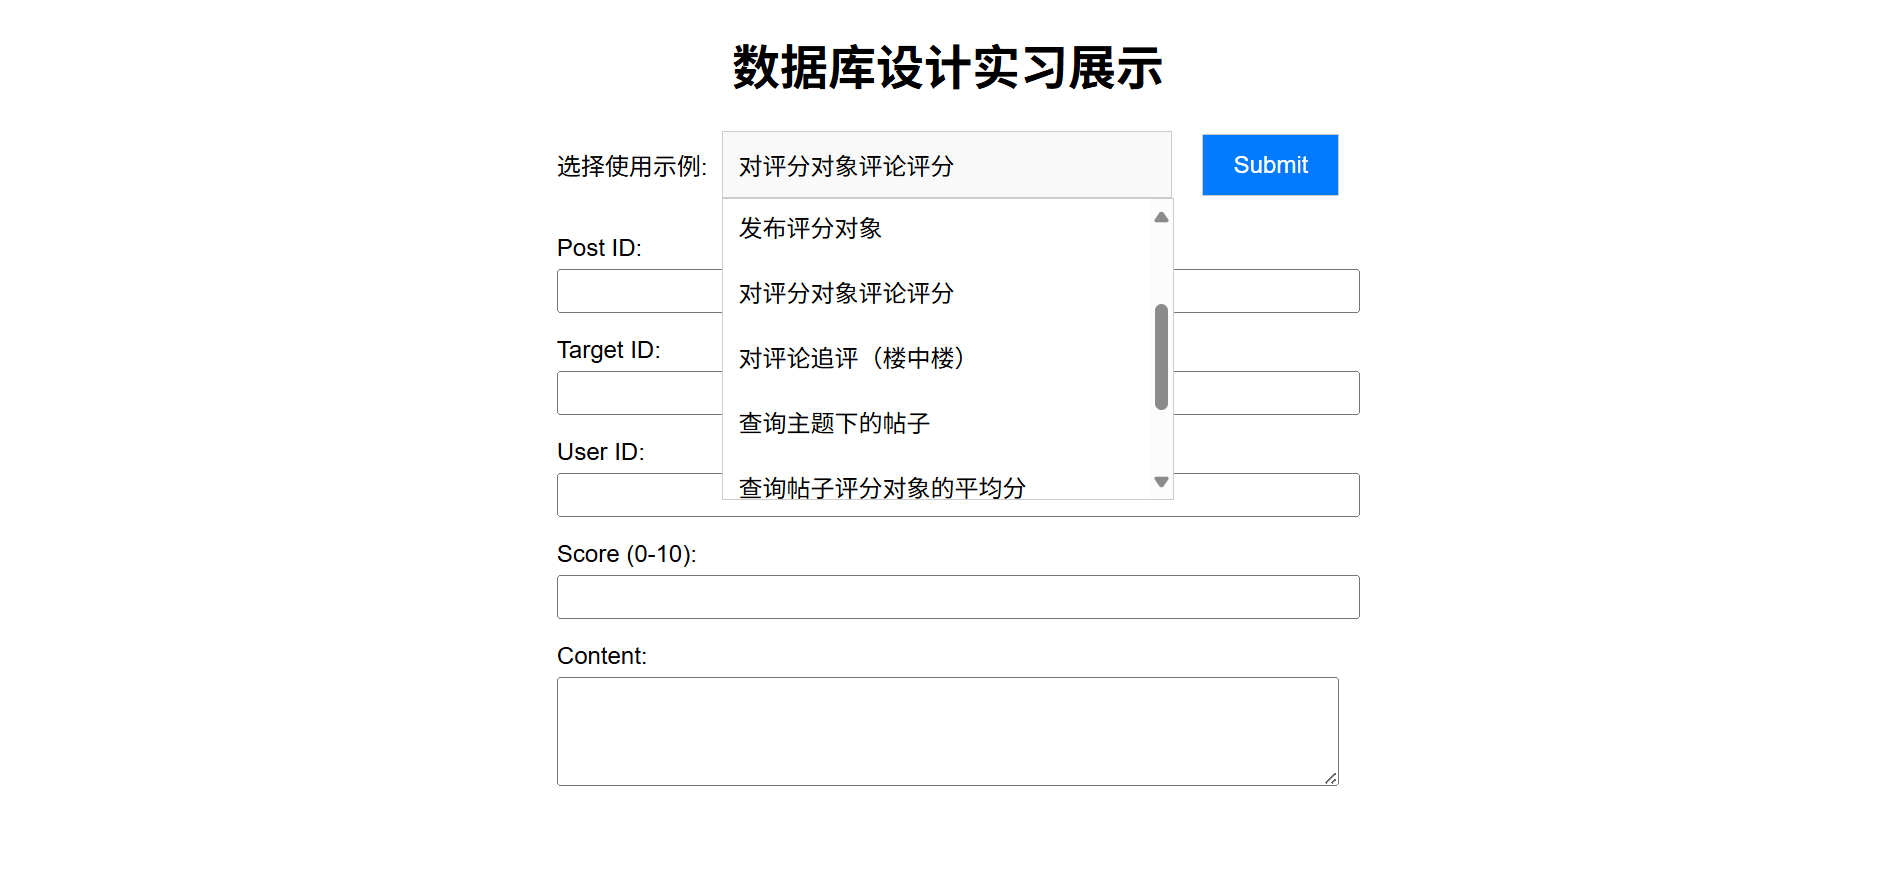 数据库设计实习展示
选择使用示例: 对评分对象评论评分 Submit
发布评分对象
Post ID:
对评分对象评论评分
Target ID:
对评论追评（楼中楼）
查询主题下的帖子
User ID:
查询帖子评分对象的平均分
Score (0-10):
Content: